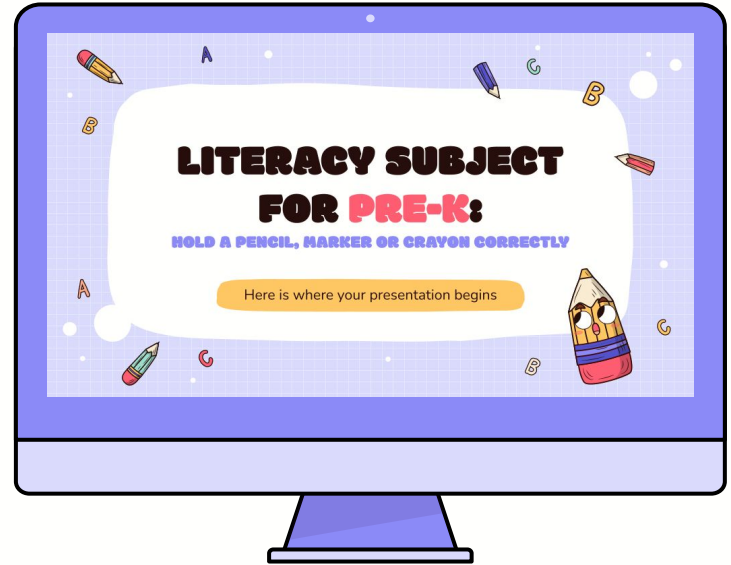 A
C
B
B
LITERACY SUBJECT
FOR PRE-K:
HOLD A PENCIL, MARKER OR CRAYON CORRECTLY
Here is where your presentation begins
A
C
C
B